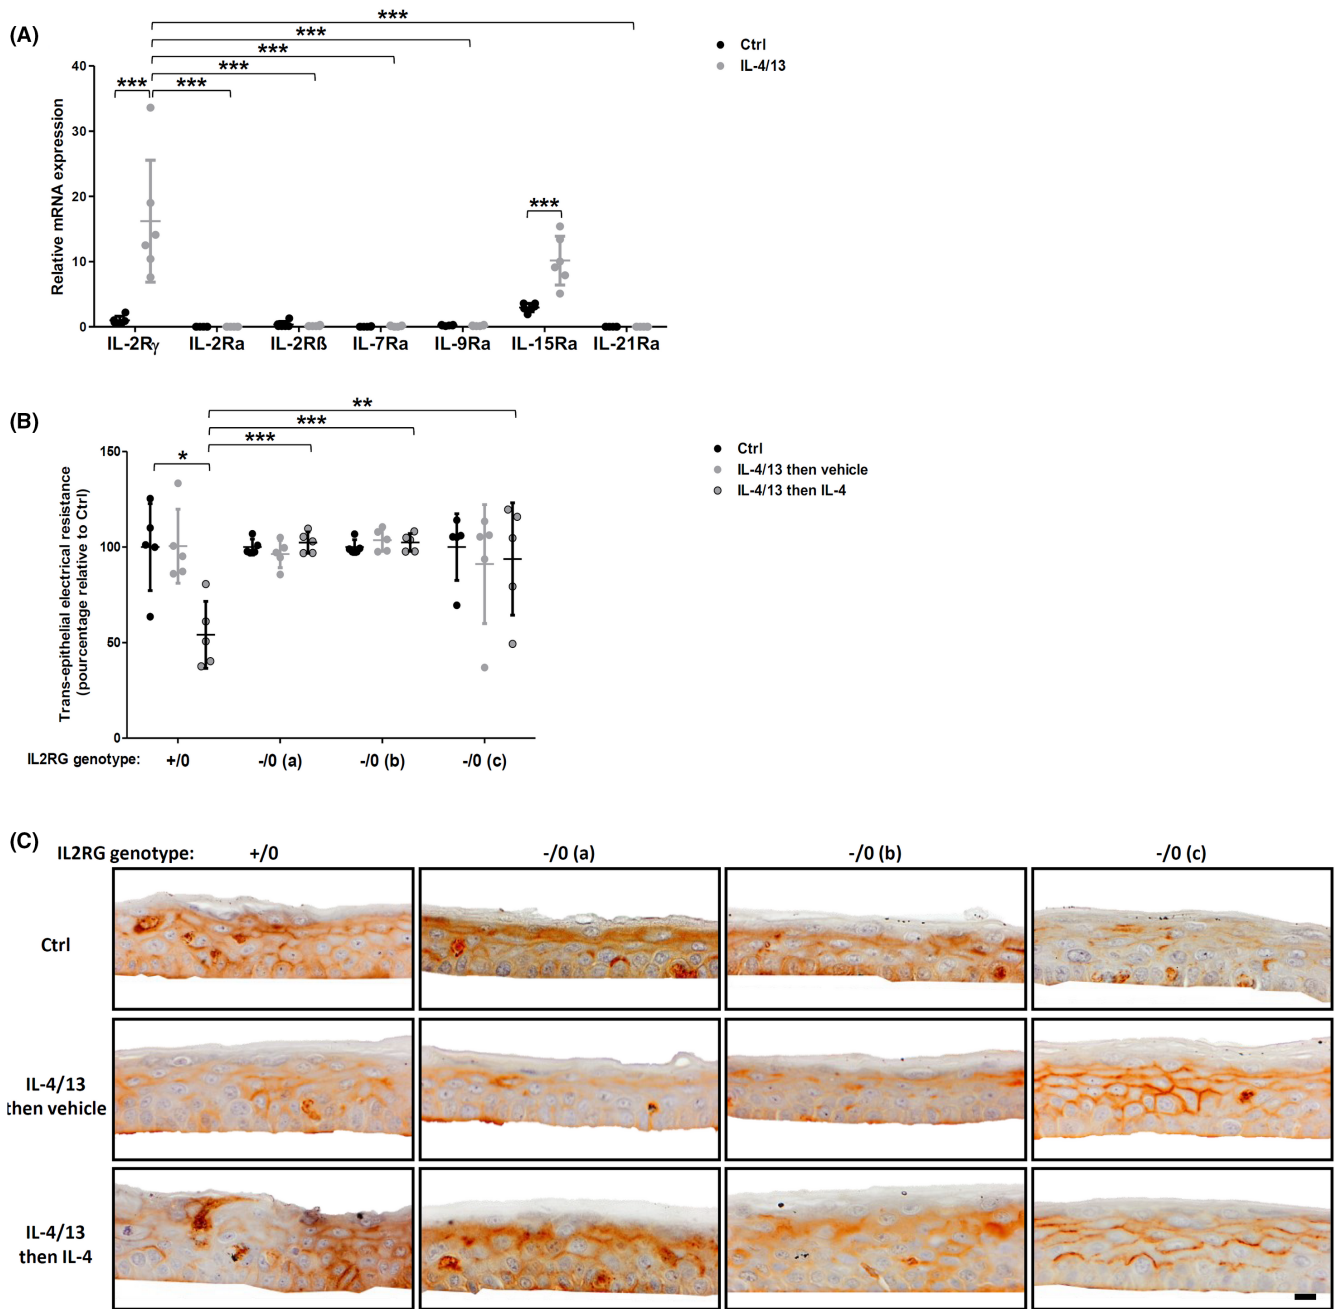 (A)
***
***
***
***
*** ***
***
Ctrl
IL-4/13
40
30
20
10
0
Relative mRNA expression
IL-2Rγ IL-2Ra IL-2Rß IL-7Ra IL-9Ra IL-15Ra IL-21Ra
(B)
**
***
***
*
Ctrl
IL-4/13 then vehicle
IL-4/13 then IL-4
150
100
50
0
Trans-epithelial electrical resistance
(pourcentage relative to Ctrl)
IL2RG genotype: +/0 -/0 (a) -/0 (b) -/0 (c)
(C)
IL2RG genotype: +/0 -/0 (a) -/0 (b) -/0 (c)
Ctrl
IL-4/13
then vehicle
IL-4/13
then IL-4